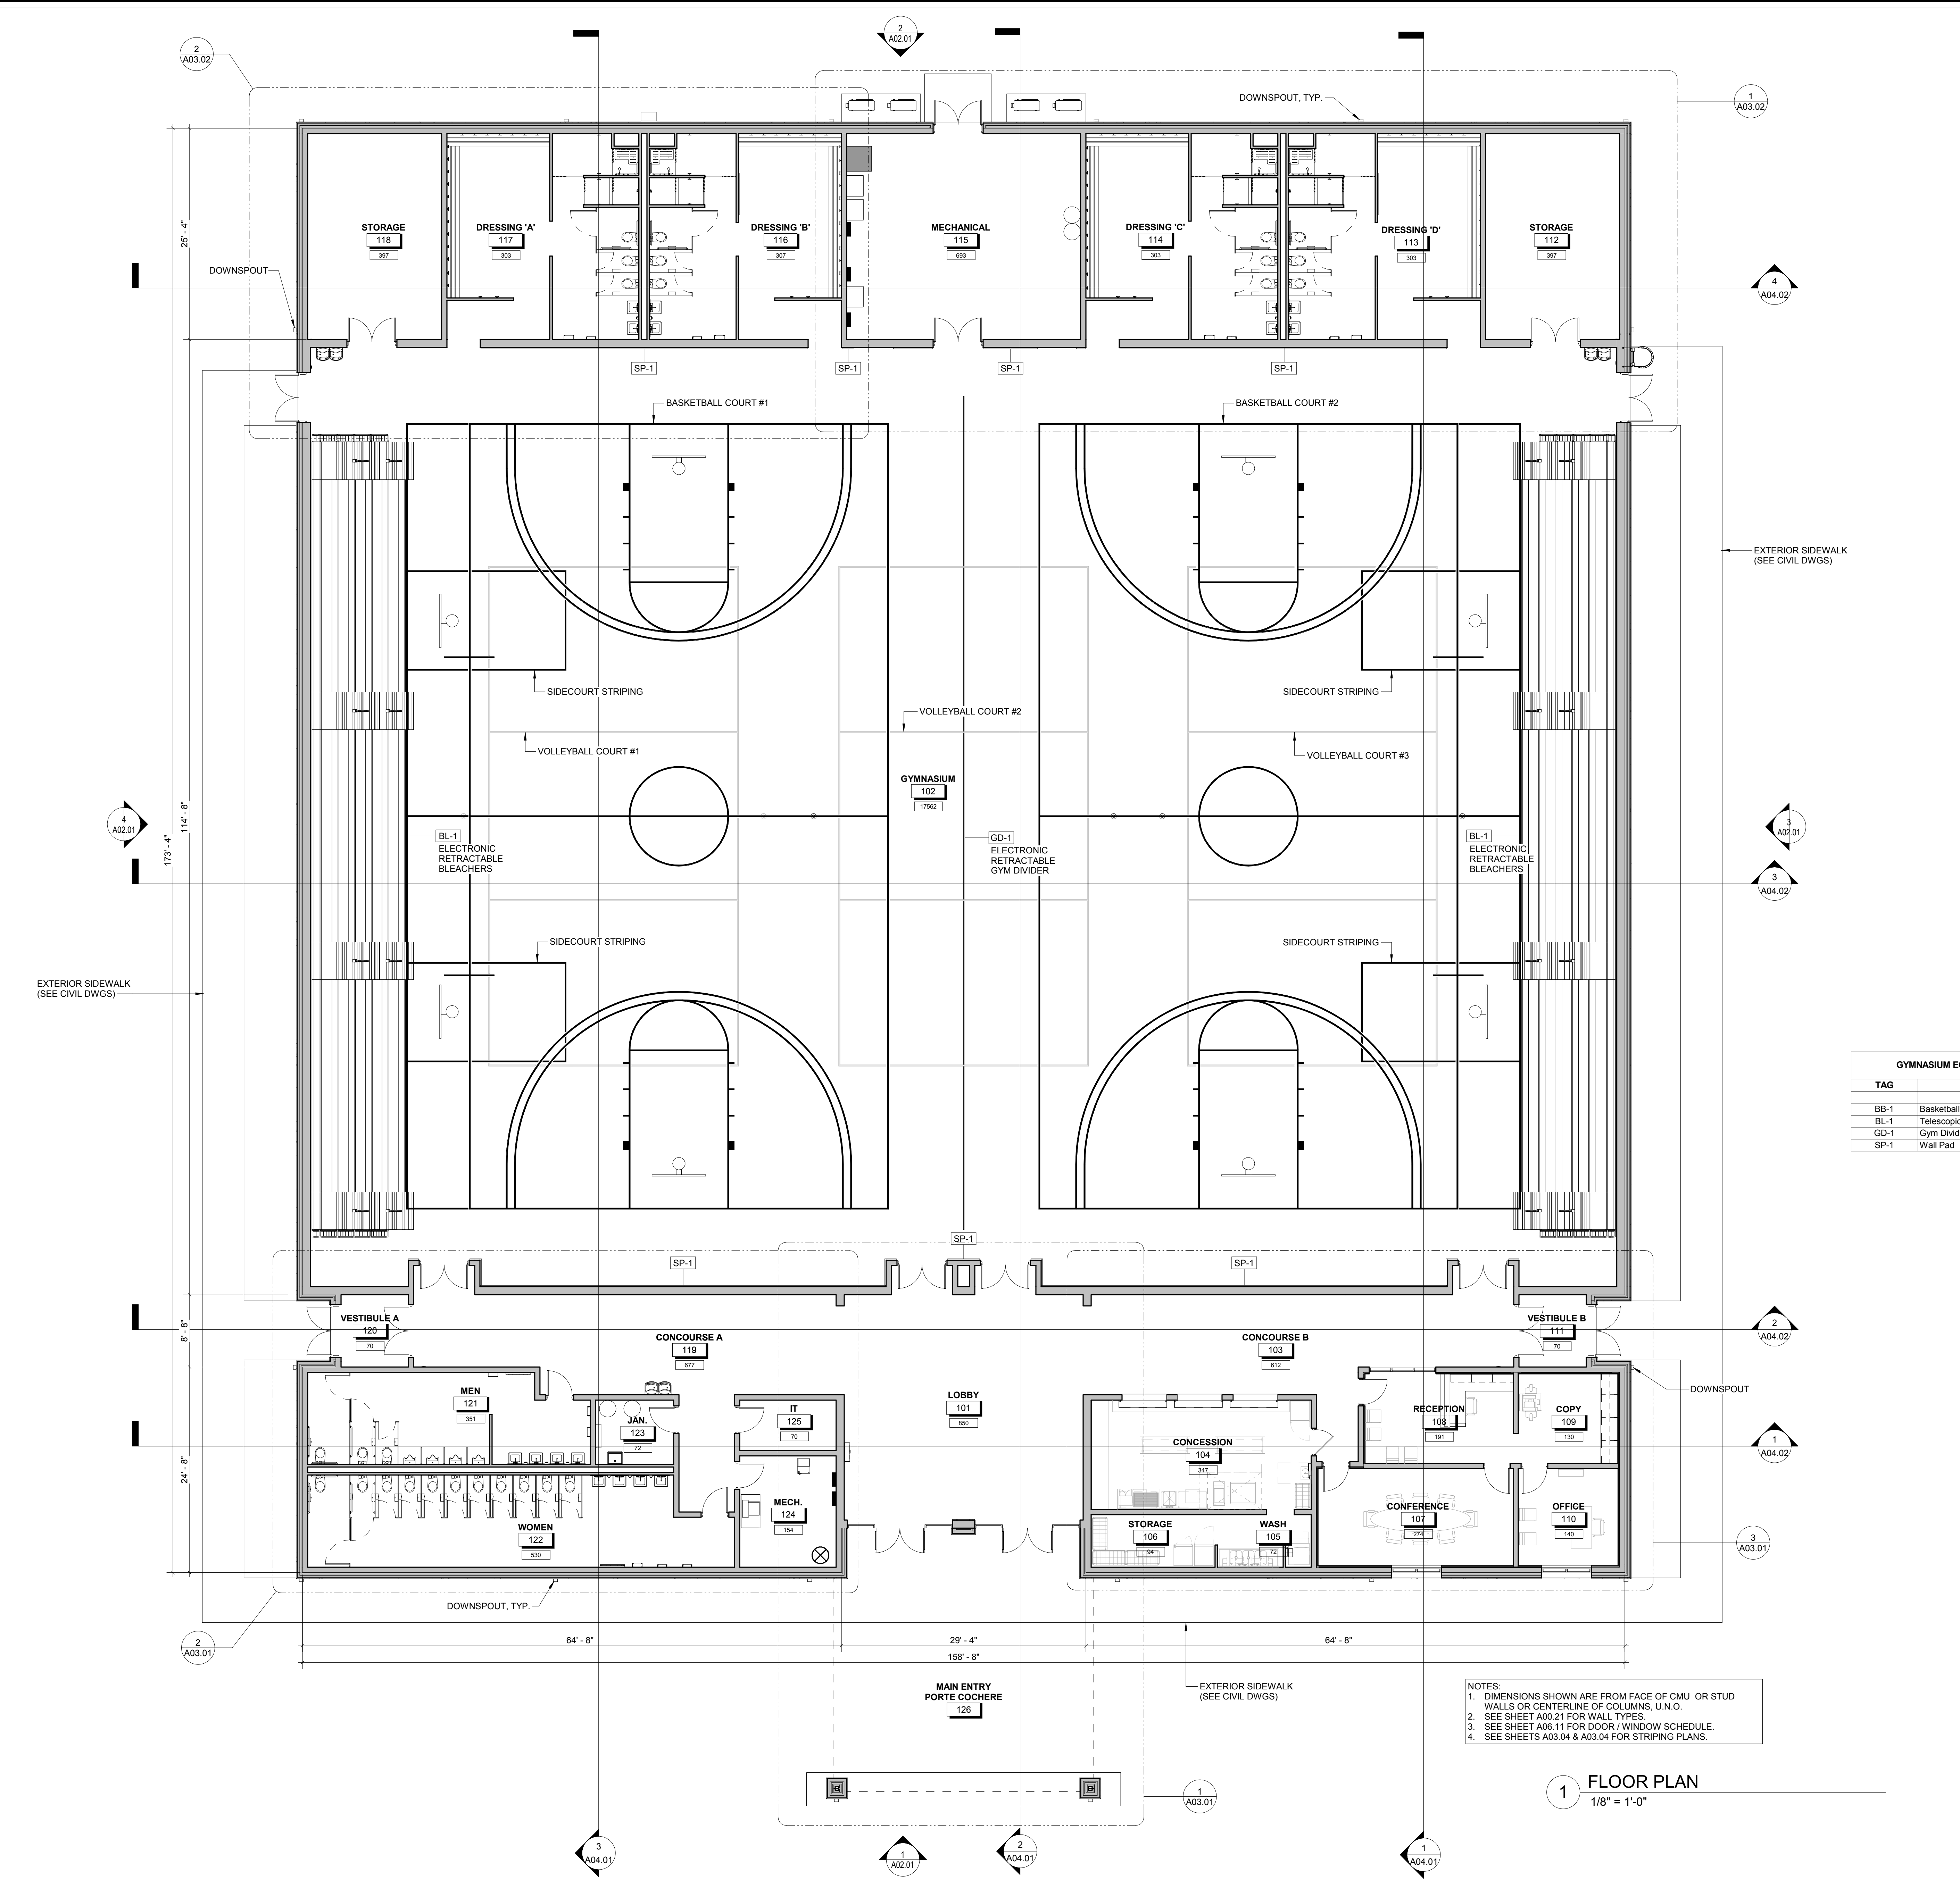 2
A02.01
2
A03.02
1
A03.02
DOWNSPOUT, TYP.
STORAGE
118
397
DRESSING 'A'
117
303
DRESSING 'B'
116
307
MECHANICAL
115
693
DRESSING 'C'
114
303
DRESSING 'D'
113
303
STORAGE
112
397
25' - 4"
DOWNSPOUT
4
A04.02
SP-1
SP-1
SP-1
SP-1
BASKETBALL COURT #1
BASKETBALL COURT #2
EXTERIOR SIDEWALK
(SEE CIVIL DWGS)
SIDECOURT STRIPING
SIDECOURT STRIPING
VOLLEYBALL COURT #2
VOLLEYBALL COURT #1
VOLLEYBALL COURT #3
GYMNASIUM
102
17562
4
A02.01
173' - 4"
114' - 8"
3
A02.01
BL-1
ELECTRONIC
RETRACTABLE
BLEACHERS
GD-1
ELECTRONIC
RETRACTABLE
GYM DIVIDER
BL-1
ELECTRONIC
RETRACTABLE
BLEACHERS
3
A04.02
SIDECOURT STRIPING
SIDECOURT STRIPING
EXTERIOR SIDEWALK
(SEE CIVIL DWGS)
GYMNASIUM
TAG
BB-1 Basketball
BL-1
GD-1 Gym
SP-1 Wall Pad
SP-1
SP-1
SP-1
8' - 8"
VESTIBULE A
120
70
CONCOURSE A
119
677
CONCOURSE B
103
612
VESTIBULE B
111
70
2
A04.02
DOWNSPOUT
MEN
121
351
JAN.
123
72
IT
125
70
LOBBY
101
850
CONCESSION
104
347
RECEPTION
108
191
COPY
109
130
1
A04.02
24' - 8"
WOMEN
122
530
MECH.
124
154
STORAGE
106
94
WASH
105
72
CONFERENCE
107
274
OFFICE
110
140
3
A03.01
DOWNSPOUT, TYP.
2
A03.01
64' - 8"
29' - 4"
64' - 8"
158' - 8"
MAIN ENTRY
PORTE COCHERE
126
EXTERIOR SIDEWALK
(SEE CIVIL DWGS)
NOTES:
1. DIMENSIONS SHOWN ARE FROM FACE OF CMU OR STUD
WALLS OR CENTERLINE OF COLUMNS, U.N.O.
2. SEE SHEET A00.21 FOR WALL TYPES.
3. SEE SHEET A06.11 FOR DOOR / WINDOW SCHEDULE.
4. SEE SHEETS A03.04 & A03.04 FOR STRIPING PLANS.
1
A03.01
1 FLOOR PLAN
1/8" = 1'-0"
3
A04.01
1
A02.01
2
A04.01
1
A04.01